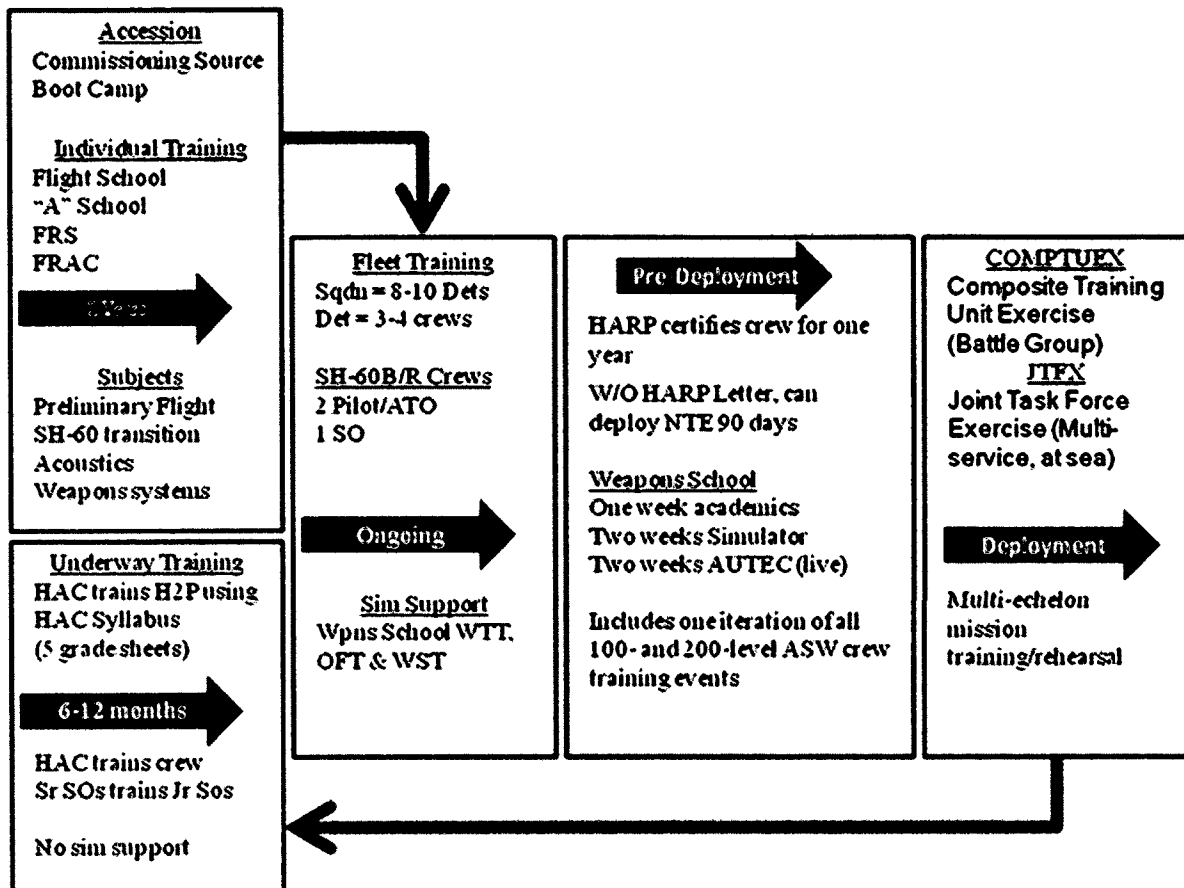 Accession
Commissioning Source
Boot Camp
Individual Training
Flight School
"A" School
FRS
FRAC
Subjects
Preliminary Flight
SH-60 transition
Acoustics
Weapons systems
Underway Training
HAC trains H2P using
HAC Syllabus
(5 grade sheets)
6-12 months
HAC trains crew
Sr SOs trains Jr Sos
No sim support
Fleet Training
Sqdn = 8-10 Dets
Det = 3-4 crews
SH-60B/R Crews
2 Pilot/ATO
1 SO
Ongoing
Sim Support
Wpns School WTT,
OFT & WST
Pre Deployment
HARP certifies crew for one
year
W/O HARP Letter, can
deploy NTE 90 days
Weapons School
One week academics
Two weeks Simulator
Two weeks AUTEC (live)
Includes one iteration of all
100- and 200-level ASW crew
training events
COMPTUEX
Composite Training
Unit Exercise
(Battle Group)
JTFX
Joint Task Force
Exercise (Multi-
service, at sea)
Deployment
Multi-echelon
mission
training/rehearsal